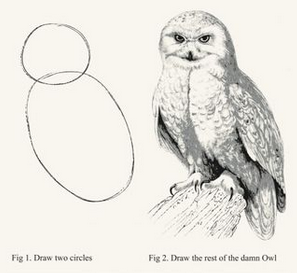 Fig 1. Draw two circles
Fig 2. Draw the rest of the damn Owl